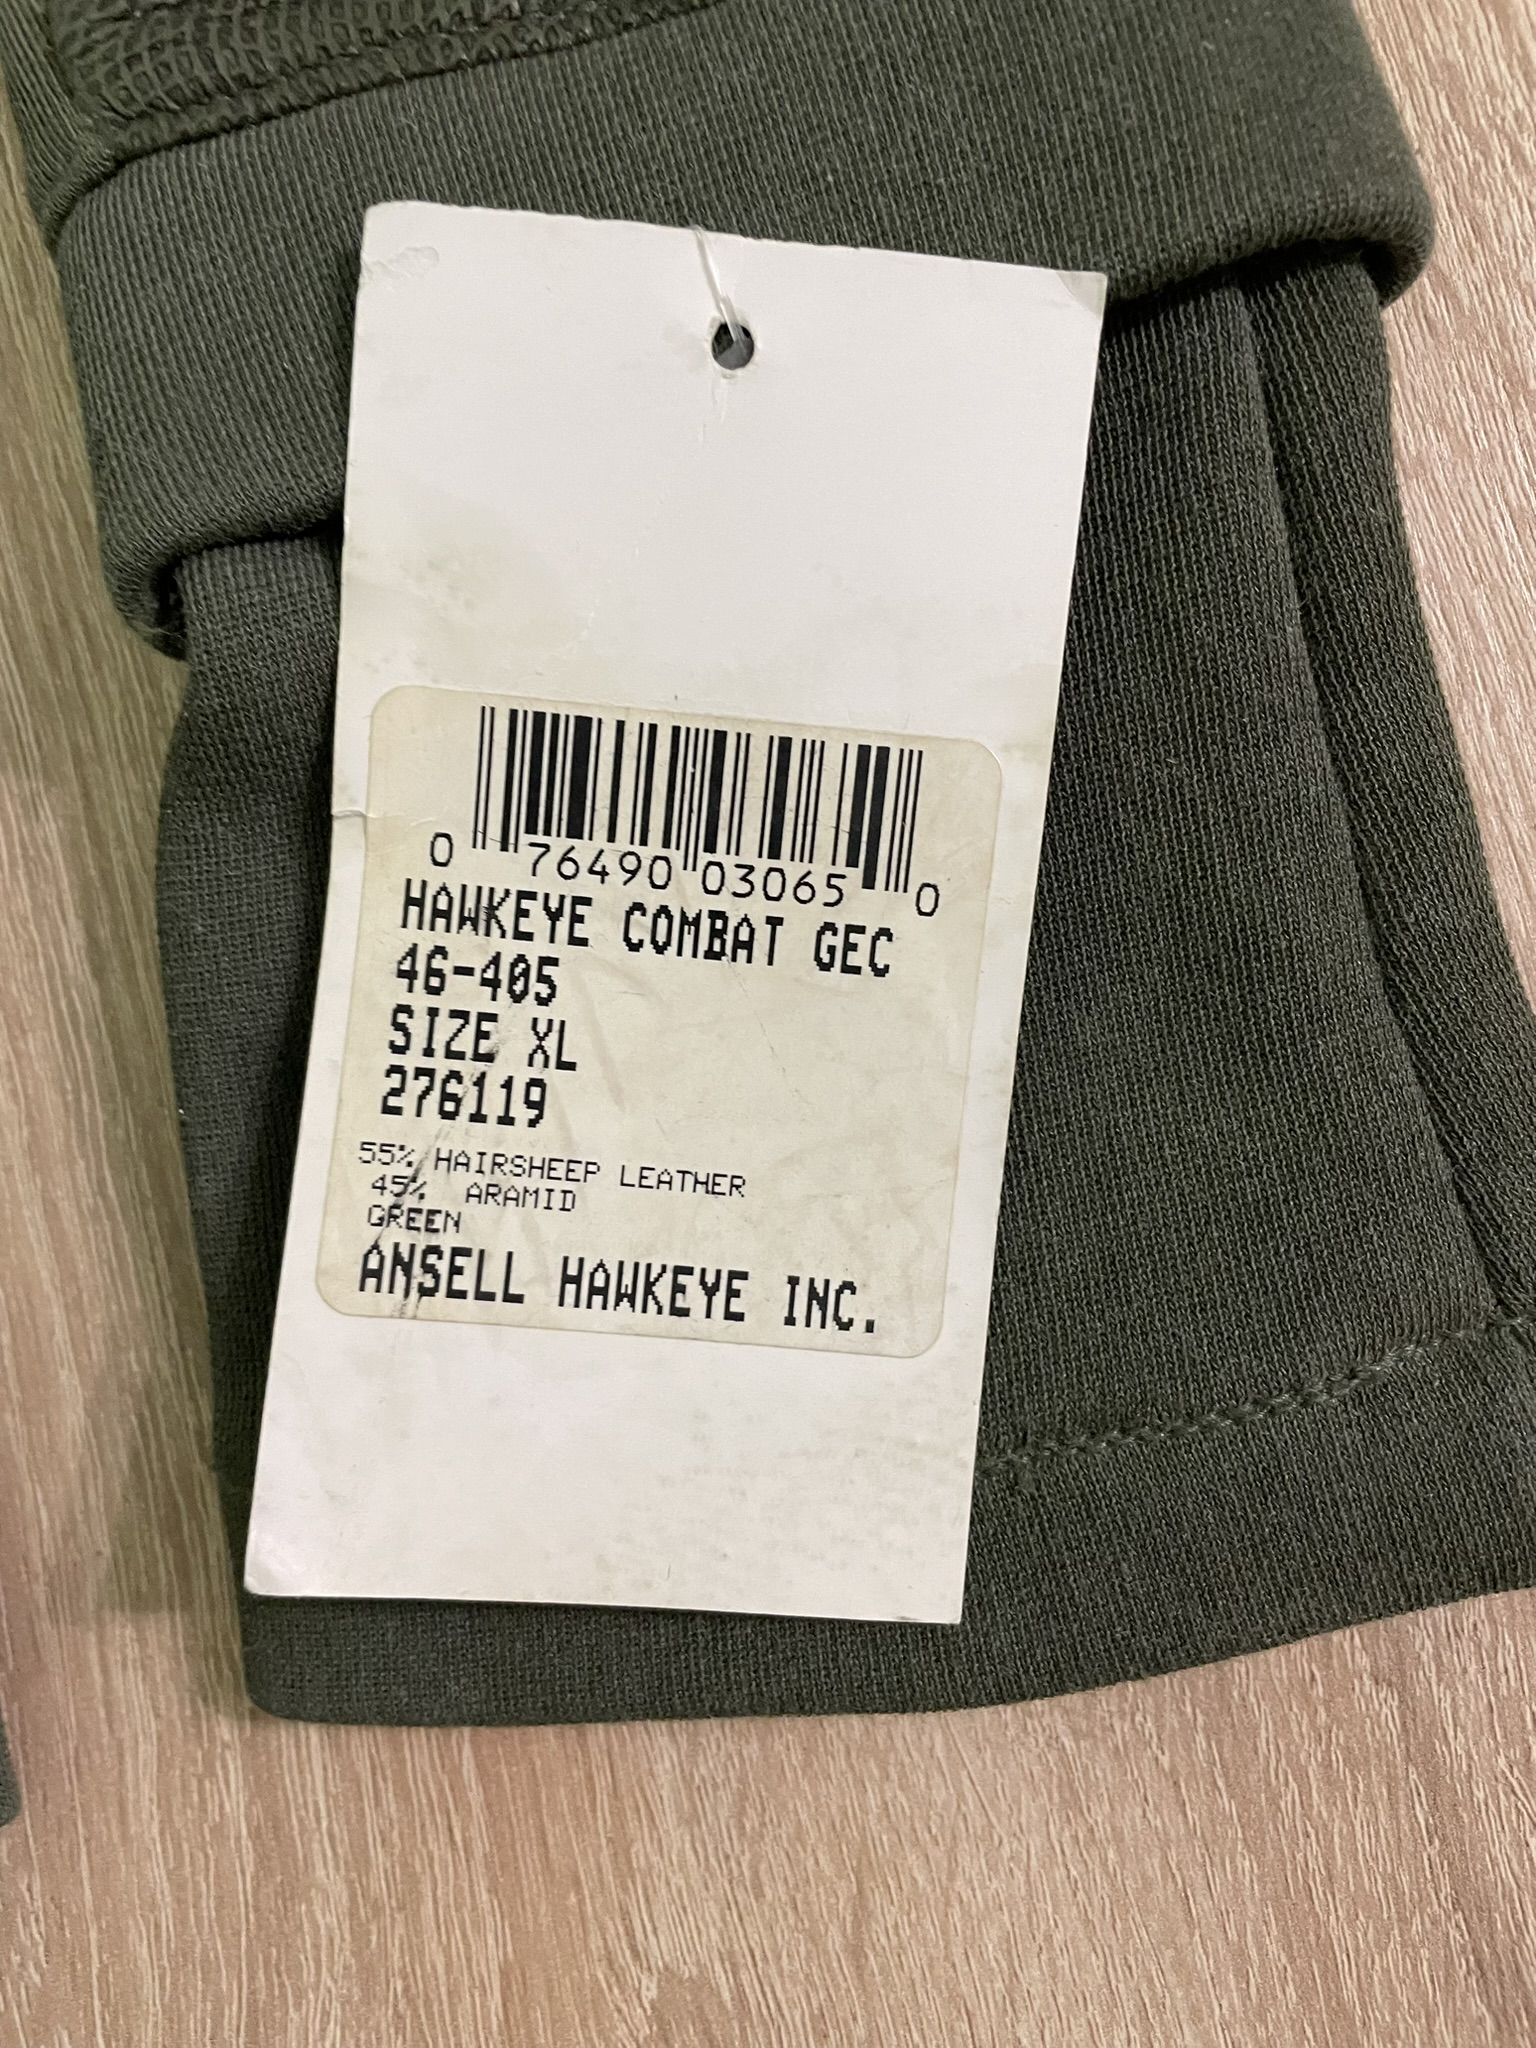 0 76490 03065 0
HAWKEYE COMBAT GEC
46-405
SIZE XL
276119
55% HAIRSHEEP LEATHER
45% ARAMID
GREEN
ANSELL HAWKEYE INC.